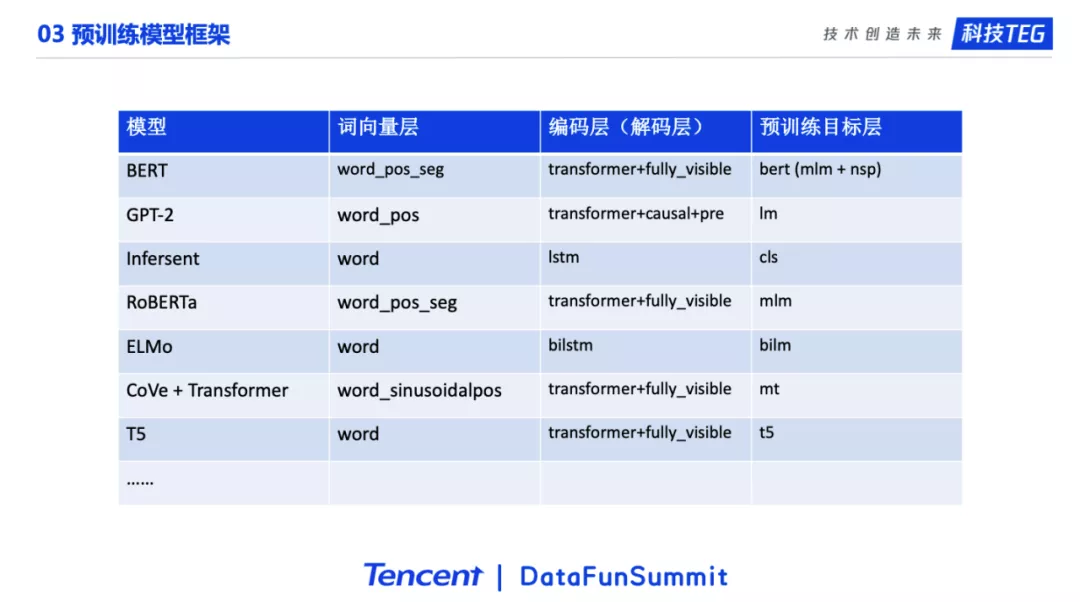 03 预训练模型框架
技术创造未来 科技TEG
模型 词向量层 编码层（解码层） 预训练目标层
BERT word_pos_seg transformer+fully_visible bert (mlm + nsp)
GPT-2 word_pos transformer+causal+pre lm
Infersent word lstm cls
RoBERTa word_pos_seg transformer+fully_visible mlm
ELMo word bilstm bilm
CoVe + Transformer word_sinusoidalpos transformer+fully_visible mt
T5 word transformer+fully_visible t5
......
Tencent | DataFunSummit